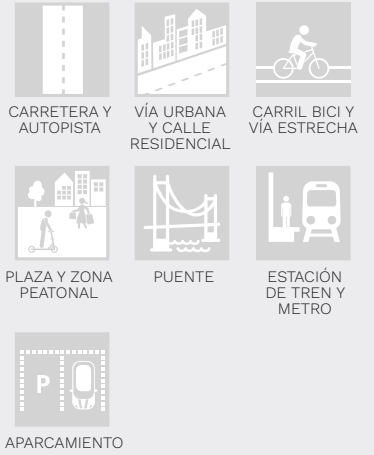 CARRETERA Y
AUTOPISTA
VÍA URBANA
Y CALLE
RESIDENCIAL
CARRIL BICI Y
VÍA ESTRECHA
PLAZA Y ZONA
PEATONAL
PUENTE
ESTACIÓN
DE TREN Y
METRO
P
APARCAMIENTO